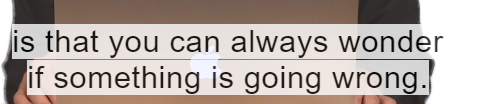 is that you can always wonder
if something is going wrong.